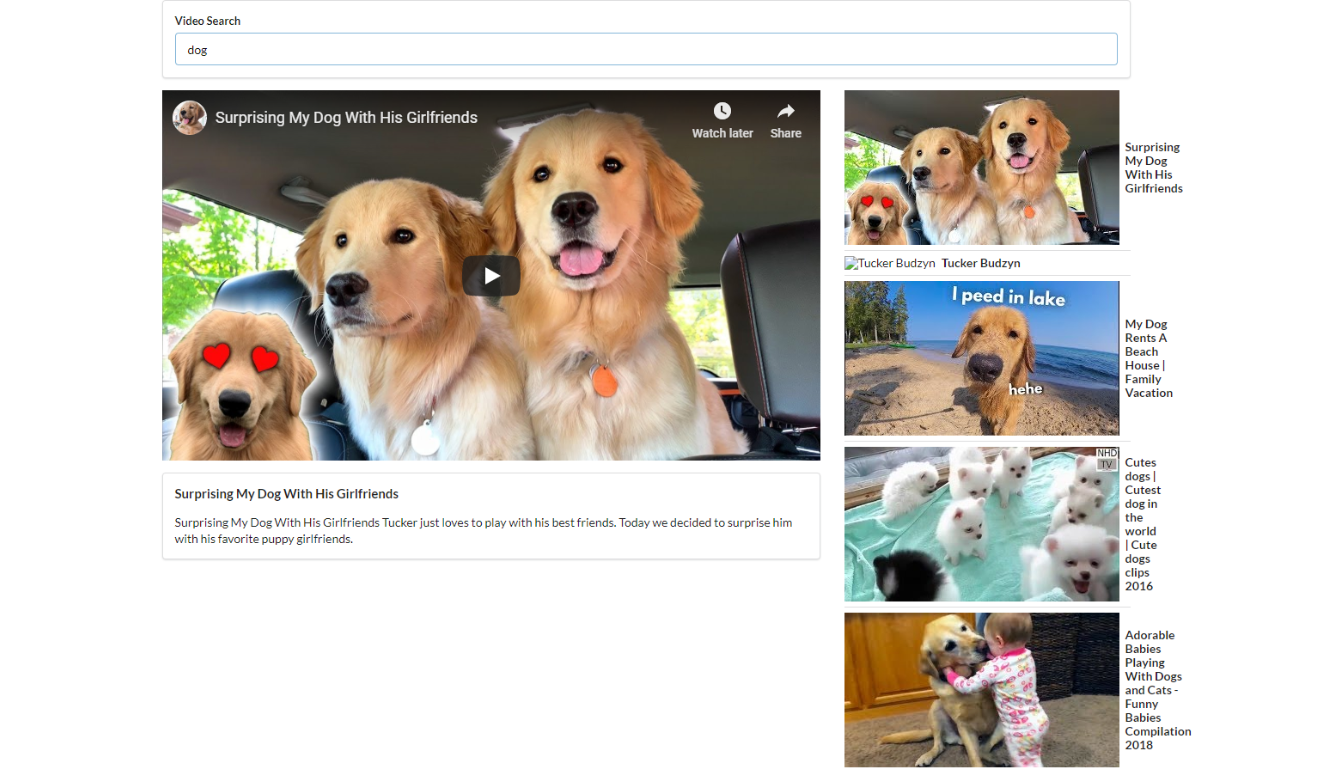 Video Search
dog
Surprising My Dog With His Girlfriends
Watch later
Share
Surprising My Dog With His Girlfriends
Surprising My Dog With His Girlfriends Tucker just loves to play with his best friends. Today we decided to surprise him
with his favorite puppy girlfriends.
Surprising
My Dog
With His
Girlfriends
Tucker Budzyn Tucker Budzyn
I peed in lake
hehe
My Dog
Rents A
Beach
House |
Family
Vacation
NHD
TV
Cutes
dogs |
Cutest
dog in
the
world
| Cute
dogs
clips
2016
Adorable
Babies
Playing
With Dogs
and Cats -
Funny
Babies
Compilation
2018